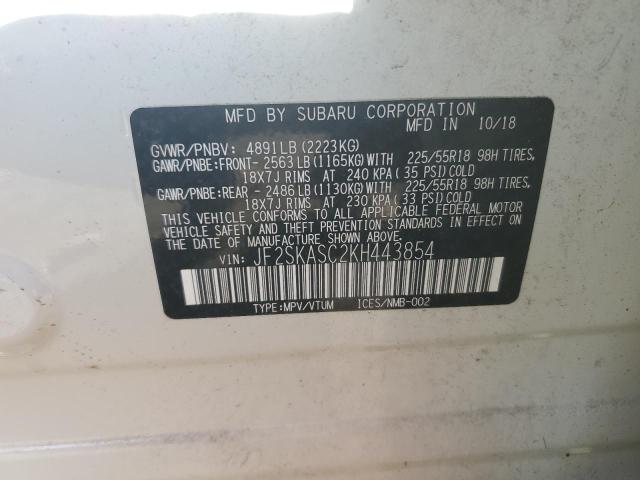 MFD BY SUBARU CORPORATION
MFD IN 10/18
GVWR/PNBV: 4891LB(2223KG)
GAWR/PNBE:FRONT- 2563LB(1165KG)WITH 225/55R18 98H TIRES,
18X7J RIMS AT 240 KPA(35 PSI)COLD
GAWR/PNBE:REAR - 2486LB(1130KG)WITH 225/55R18 98H TIRES,
18X7J RIMS AT 230 KPA(33 PSI)COLD
THIS VEHICLE CONFORMS TO ALL APPLICABLE FEDERAL MOTOR
VEHICLE SAFETY AND THEFT PREVENTION STANDARDS IN EFFECT ON
THE DATE OF MANUFACTURE SHOWN ABOVE.
VIN: JF2SKASC2KH443854
TYPE:MPV/VTUM ICES/NMB-002